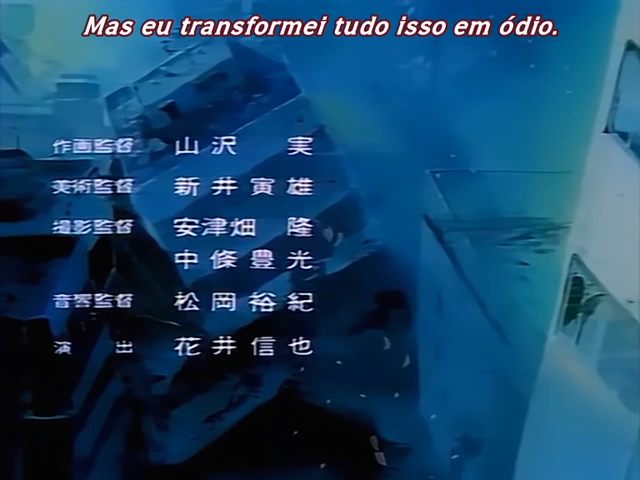 Mas eu transformei tudo isso em ódio.
作画監督 山沢 実
美術監督 新井寅雄
撮影監督 安津畑 隆
中條豊光
音響監督 松岡裕紀
演出 花井信也